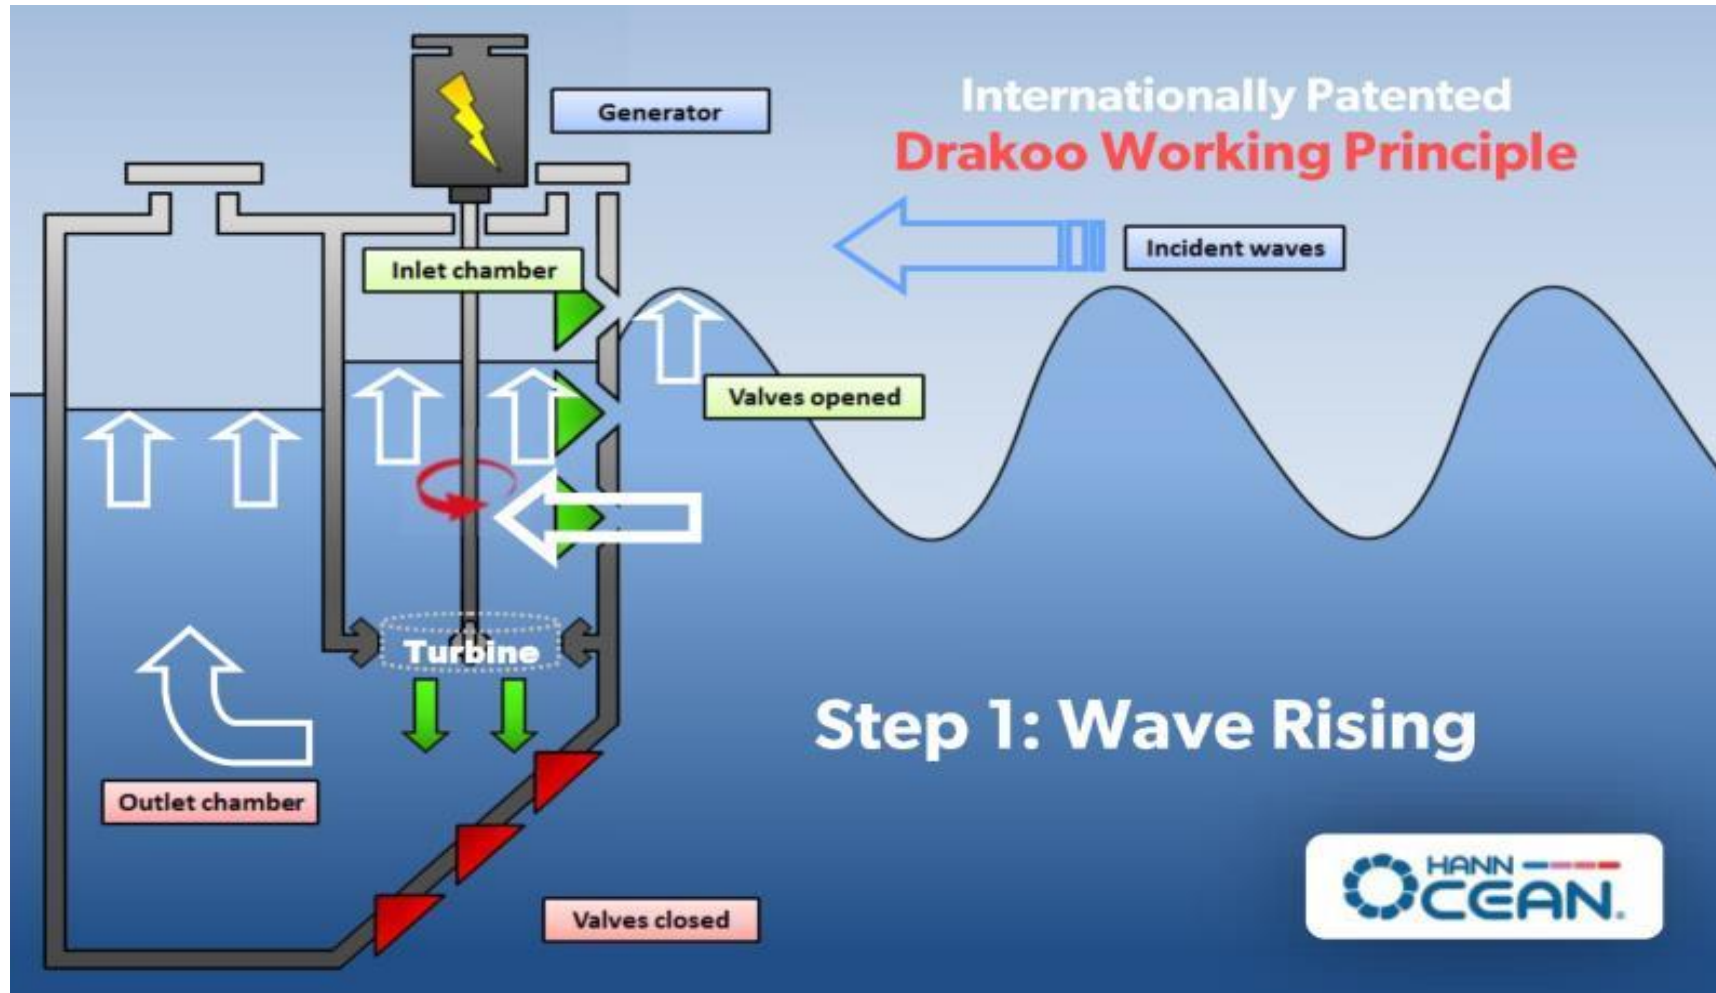 Generator
Internationally Patented
Drakoo Working Principle
Incident waves
Inlet chamber
Valves opened
Turbine
Step 1: Wave Rising
Outlet chamber
Valves closed
HANN
OCEAN.